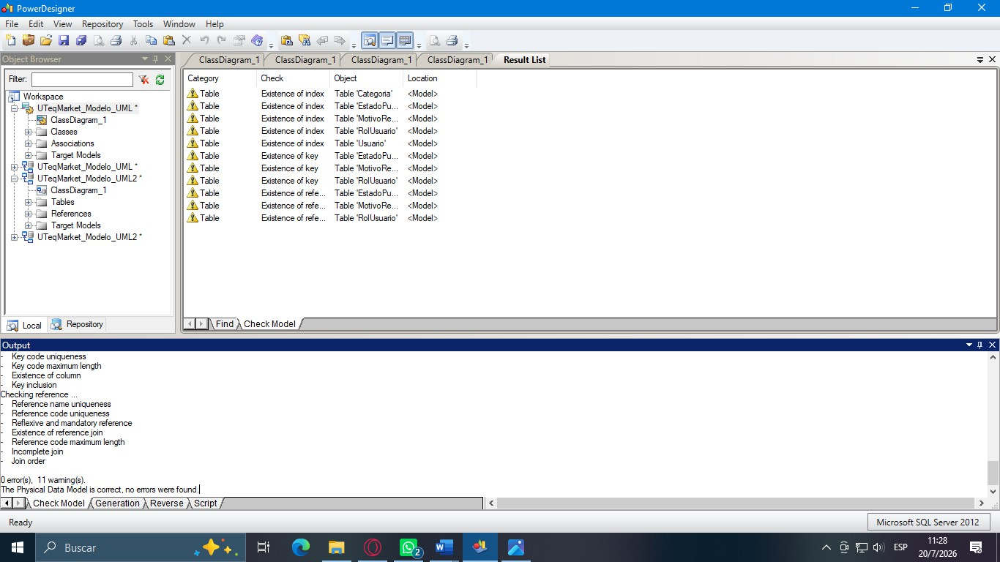 PowerDesigner
File Edit View Repository Tools Window Help
Object Browser
Filter:
Workspace
UTeqMarket_Modelo_UML *
ClassDiagram_1
Classes
Associations
Target Models
UTeqMarket_Modelo_UML *
UTeqMarket_Modelo_UML2 *
ClassDiagram_1
Tables
References
Target Models
UTeqMarket_Modelo_UML2 *
Local Repository
ClassDiagram_1 ClassDiagram_1 ClassDiagram_1 ClassDiagram_1 Result List
Category Check Object Location
Table Existence of index Table 'Categoria' <Model>
Table Existence of index Table 'EstadoPu... <Model>
Table Existence of index Table 'MotivoRe... <Model>
Table Existence of index Table 'RolUsuario' <Model>
Table Existence of index Table 'Usuario' <Model>
Table Existence of key Table 'EstadoPu... <Model>
Table Existence of key Table 'MotivoRe... <Model>
Table Existence of key Table 'RolUsuario' <Model>
Table Existence of refe... Table 'EstadoPu... <Model>
Table Existence of refe... Table 'MotivoRe... <Model>
Table Existence of refe... Table 'RolUsuario' <Model>
Find Check Model
Output
- Key code uniqueness
- Key code maximum length
- Existence of column
- Key inclusion
Checking reference ...
- Reference name uniqueness
- Reference code uniqueness
- Reflexive and mandatory reference
- Existence of reference join
- Reference code maximum length
- Incomplete join
- Join order
0 error(s), 11 warning(s).
The Physical Data Model is correct, no errors were found.
Check Model Generation Reverse Script
Ready
Microsoft SQL Server 2012
Buscar
2
ESP
11:28
20/7/2026